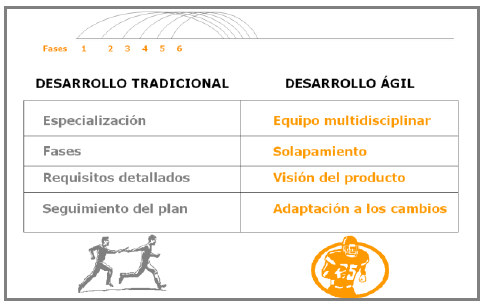 Fases 1 2 3 4 5 6
DESARROLLO TRADICIONAL DESARROLLO ÁGIL
Especialización Equipo multidisciplinar
Fases Solapamiento
Requisitos detallados Visión del producto
Seguimiento del plan Adaptación a los cambios